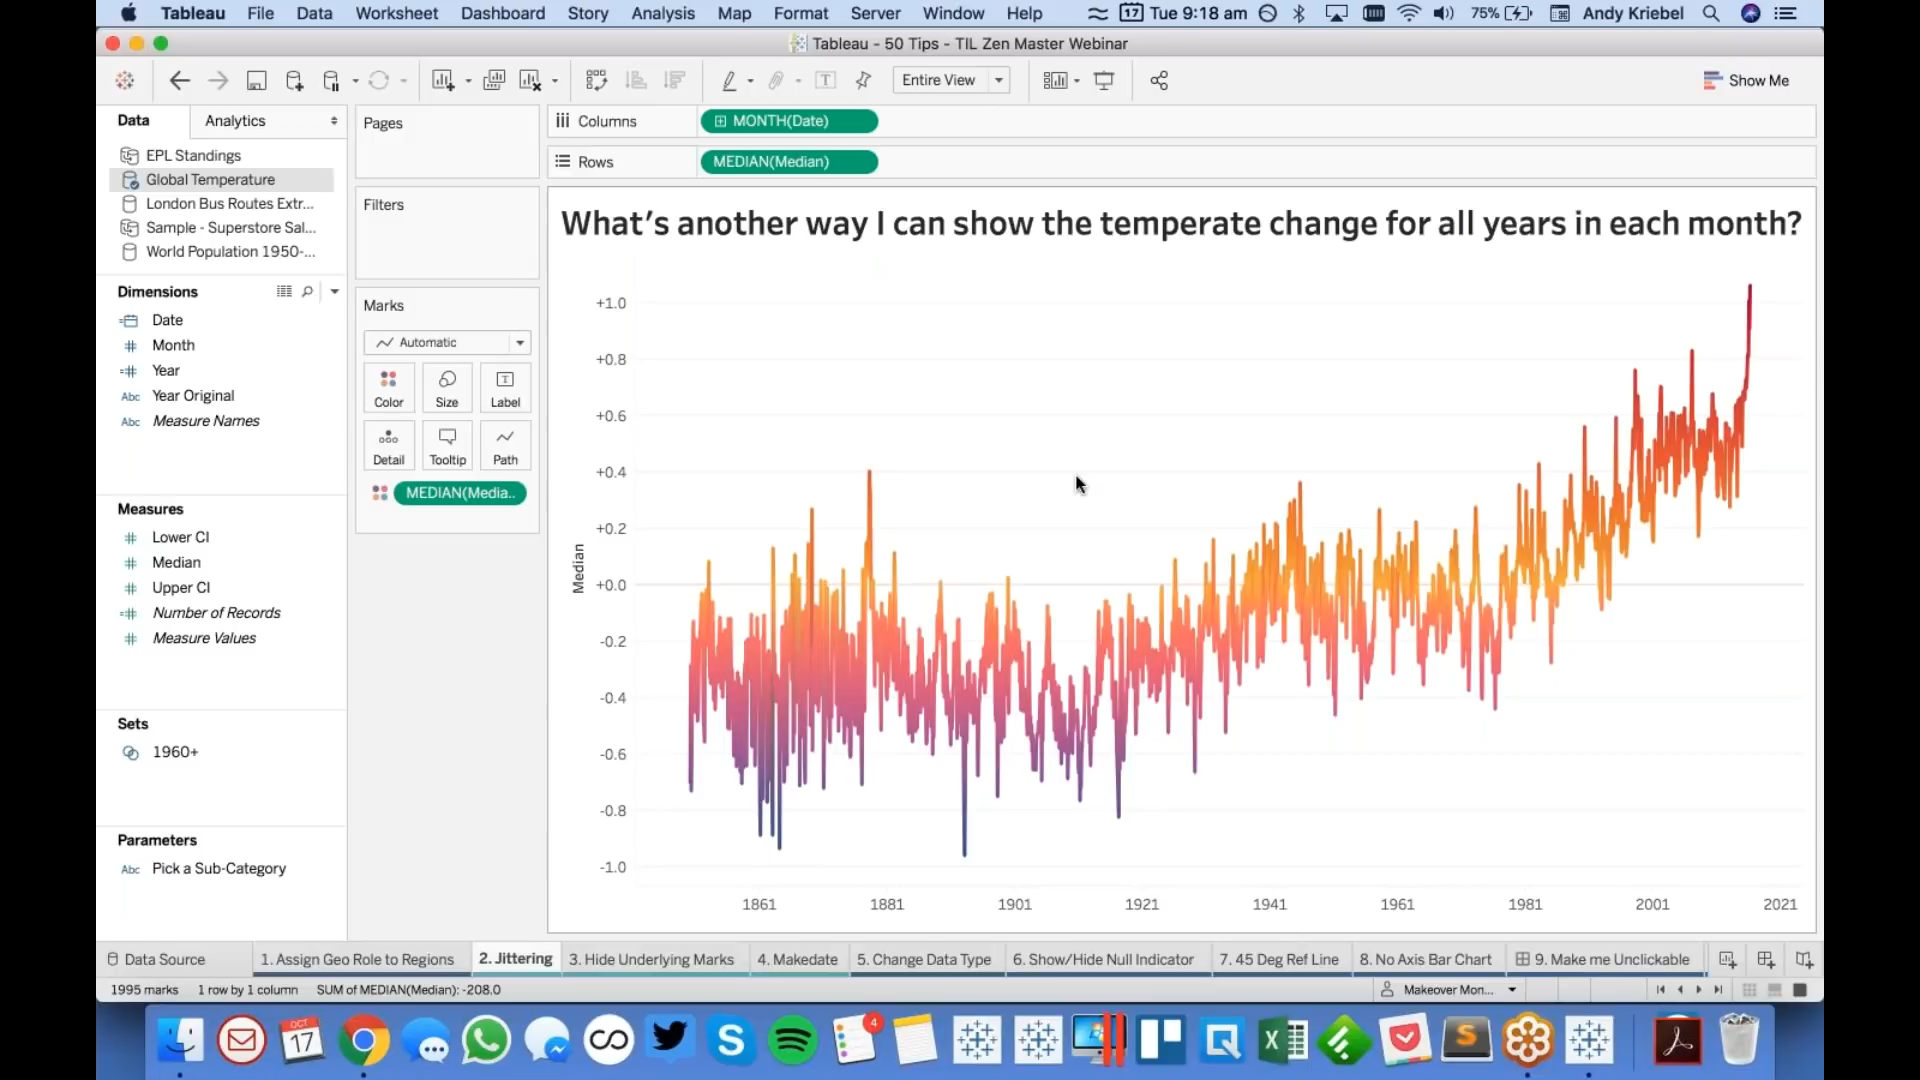 Tableau File Data Worksheet Dashboard Story Analysis Map Format Server Window Help 17 Tue 9:18 am 75% Andy Kriebel
Tableau - 50 Tips - TIL Zen Master Webinar
Entire View Show Me
Data Analytics
EPL Standings
Global Temperature
London Bus Routes Extr...
Sample - Superstore Sal...
World Population 1950-...
Dimensions
Date
Month
Year
Abc Year Original
Abc Measure Names
Measures
Lower CI
Median
Upper CI
Number of Records
Measure Values
Sets
1960+
Parameters
Abc Pick a Sub-Category
Pages
Filters
Marks
Automatic
Color Size Label
Detail Tooltip Path
MEDIAN(Media..
Columns MONTH(Date)
Rows MEDIAN(Median)
What's another way I can show the temperate change for all years in each month?
+1.0
+0.8
+0.6
+0.4
+0.2
+0.0
-0.2
-0.4
-0.6
-0.8
-1.0
Median
1861 1881 1901 1921 1941 1961 1981 2001 2021
Data Source 1. Assign Geo Role to Regions 2. Jittering 3. Hide Underlying Marks 4. Makedate 5. Change Data Type 6. Show/Hide Null Indicator 7. 45 Deg Ref Line 8. No Axis Bar Chart 9. Make me Unclickable
1995 marks 1 row by 1 column SUM of MEDIAN(Median): -208.0 Makeover Mon...
OCT
17
4